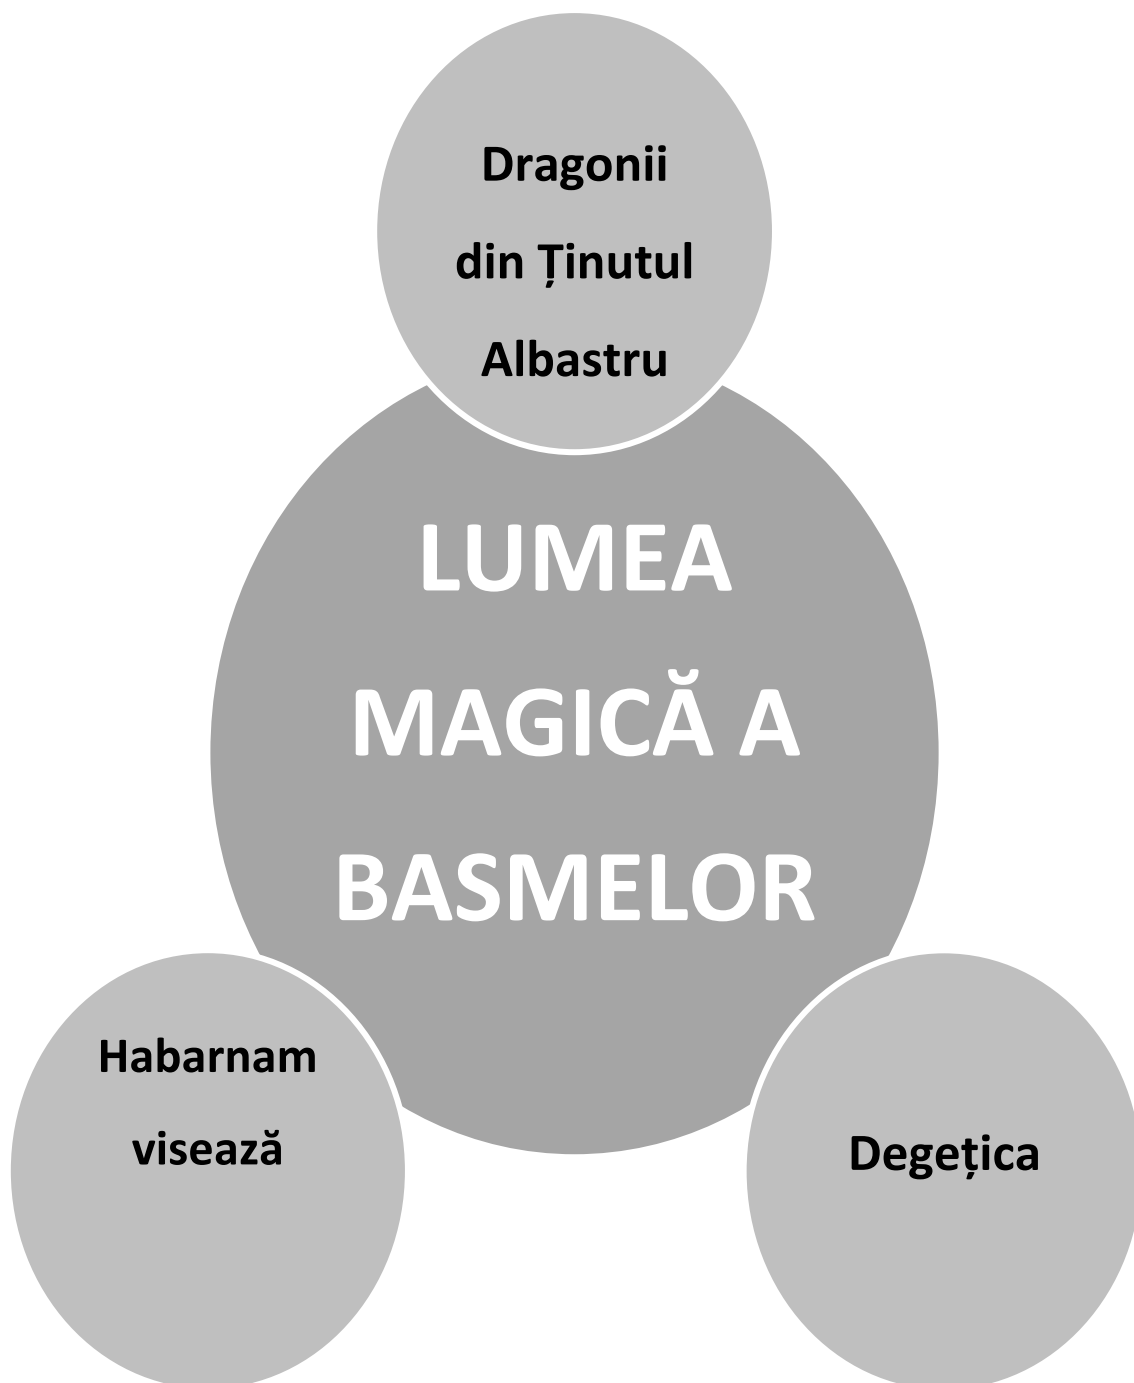 Dragonii
din Ținutul
Albastru
LUMEA
MAGICĂ A
BASMELOR
Habarnam
visează
Degețica